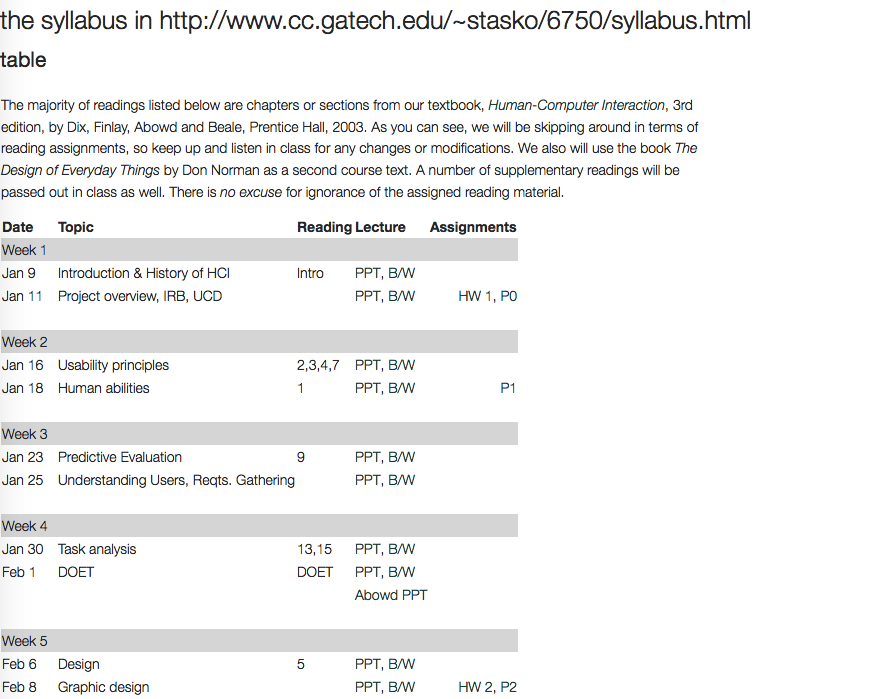 the syllabus in http://www.cc.gatech.edu/~stasko/6750/syllabus.html
table
The majority of readings listed below are chapters or sections from our textbook, Human-Computer Interaction, 3rd
edition, by Dix, Finlay, Abowd and Beale, Prentice Hall, 2003. As you can see, we will be skipping around in terms of
reading assignments, so keep up and listen in class for any changes or modifications. We also will use the book The
Design of Everyday Things by Don Norman as a second course text. A number of supplementary readings will be
passed out in class as well. There is no excuse for ignorance of the assigned reading material.
Date Topic Reading Lecture Assignments
Week 1
Jan 9 Introduction & History of HCI Intro PPT, B/W
Jan 11 Project overview, IRB, UCD PPT, B/W HW 1, P0
Week 2
Jan 16 Usability principles 2,3,4,7 PPT, B/W
Jan 18 Human abilities 1 PPT, B/W P1
Week 3
Jan 23 Predictive Evaluation 9 PPT, B/W
Jan 25 Understanding Users, Reqts. Gathering PPT, B/W
Week 4
Jan 30 Task analysis 13,15 PPT, B/W
Feb 1 DOET DOET PPT, B/W
Abowd PPT
Week 5
Feb 6 Design 5 PPT, B/W
Feb 8 Graphic design PPT, B/W HW 2, P2